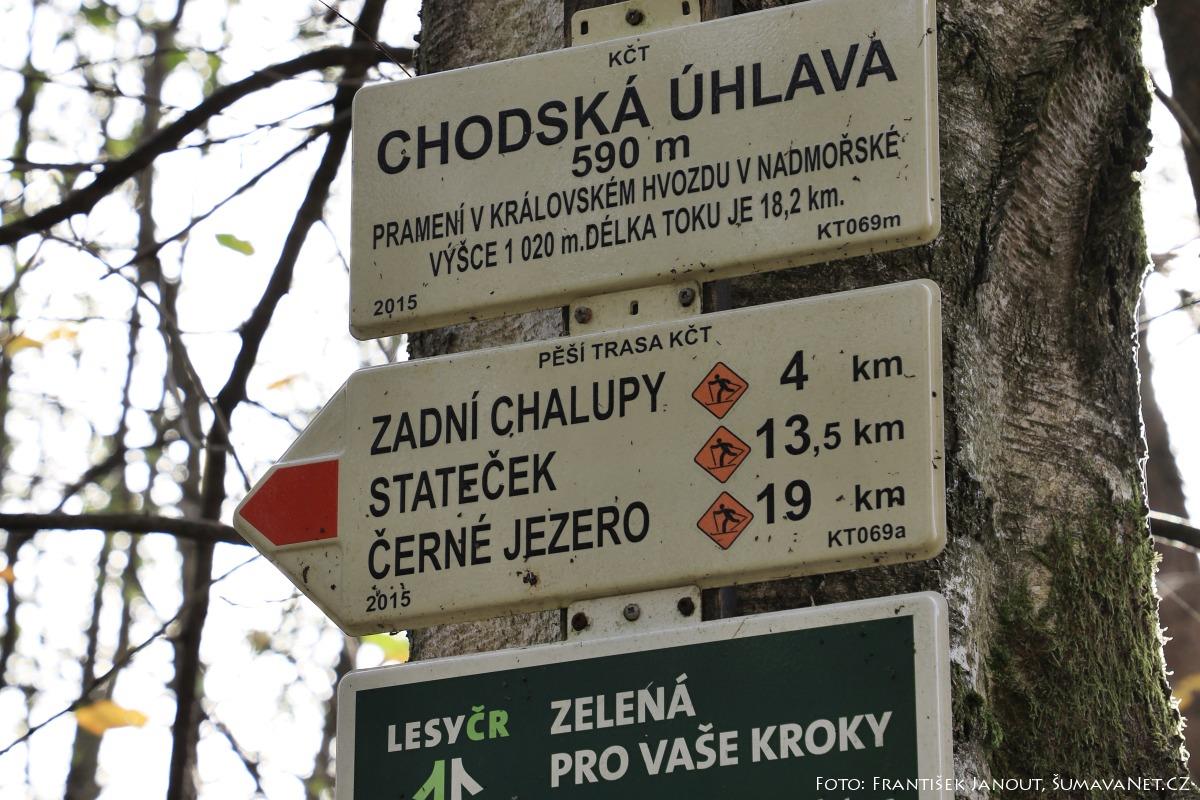 KČT
CHODSKÁ ÚHLAVA
590 m
PRAMENÍ V KRÁLOVSKÉM HVOZDU V NADMOŘSKÉ
VÝŠCE 1 020 m.DÉLKA TOKU JE 18,2 km.
KT069m
2015
PĚŠÍ TRASA KČT
ZADNÍ CHALUPY 4 km
STATEČEK 13,5 km
ČERNÉ JEZERO 19 km
KT069a
2015
LESYČR
ZELENÁ
PRO VAŠE KROKY
FOTO: FRANTIŠEK JANOUT, ŠUMAVANET.CZ